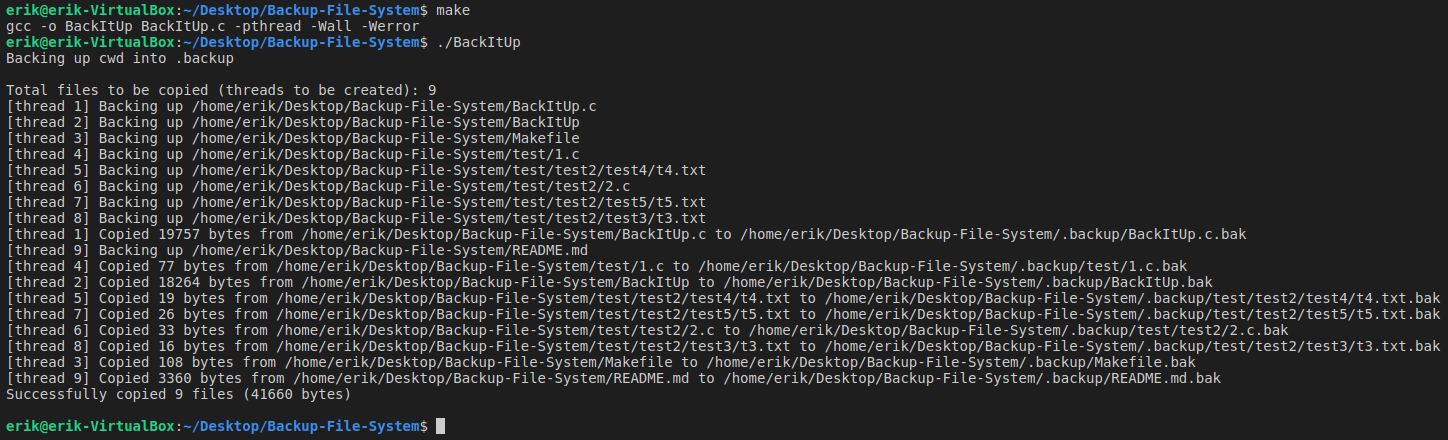 erik@erik-VirtualBox:~/Desktop/Backup-File-System$ make
gcc -o BackItUp BackItUp.c -pthread -Wall -Werror
erik@erik-VirtualBox:~/Desktop/Backup-File-System$ ./BackItUp
Backing up cwd into .backup
Total files to be copied (threads to be created): 9
[thread 1] Backing up /home/erik/Desktop/Backup-File-System/BackItUp.c
[thread 2] Backing up /home/erik/Desktop/Backup-File-System/BackItUp
[thread 3] Backing up /home/erik/Desktop/Backup-File-System/Makefile
[thread 4] Backing up /home/erik/Desktop/Backup-File-System/test/1.c
[thread 5] Backing up /home/erik/Desktop/Backup-File-System/test/test2/test4/t4.txt
[thread 6] Backing up /home/erik/Desktop/Backup-File-System/test/test2/2.c
[thread 7] Backing up /home/erik/Desktop/Backup-File-System/test/test2/test5/t5.txt
[thread 8] Backing up /home/erik/Desktop/Backup-File-System/test/test2/test3/t3.txt
[thread 1] Copied 19757 bytes from /home/erik/Desktop/Backup-File-System/BackItUp.c to /home/erik/Desktop/Backup-File-System/.backup/BackItUp.c.bak
[thread 9] Backing up /home/erik/Desktop/Backup-File-System/README.md
[thread 4] Copied 77 bytes from /home/erik/Desktop/Backup-File-System/test/1.c to /home/erik/Desktop/Backup-File-System/.backup/test/1.c.bak
[thread 2] Copied 18264 bytes from /home/erik/Desktop/Backup-File-System/BackItUp to /home/erik/Desktop/Backup-File-System/.backup/BackItUp.bak
[thread 5] Copied 19 bytes from /home/erik/Desktop/Backup-File-System/test/test2/test4/t4.txt to /home/erik/Desktop/Backup-File-System/.backup/test/test2/test4/t4.txt.bak
[thread 7] Copied 26 bytes from /home/erik/Desktop/Backup-File-System/test/test2/test5/t5.txt to /home/erik/Desktop/Backup-File-System/.backup/test/test2/test5/t5.txt.bak
[thread 6] Copied 33 bytes from /home/erik/Desktop/Backup-File-System/test/test2/2.c to /home/erik/Desktop/Backup-File-System/.backup/test/test2/2.c.bak
[thread 8] Copied 16 bytes from /home/erik/Desktop/Backup-File-System/test/test2/test3/t3.txt to /home/erik/Desktop/Backup-File-System/.backup/test/test2/test3/t3.txt.bak
[thread 3] Copied 108 bytes from /home/erik/Desktop/Backup-File-System/Makefile to /home/erik/Desktop/Backup-File-System/.backup/Makefile.bak
[thread 9] Copied 3360 bytes from /home/erik/Desktop/Backup-File-System/README.md to /home/erik/Desktop/Backup-File-System/.backup/README.md.bak
Successfully copied 9 files (41660 bytes)
erik@erik-VirtualBox:~/Desktop/Backup-File-System$